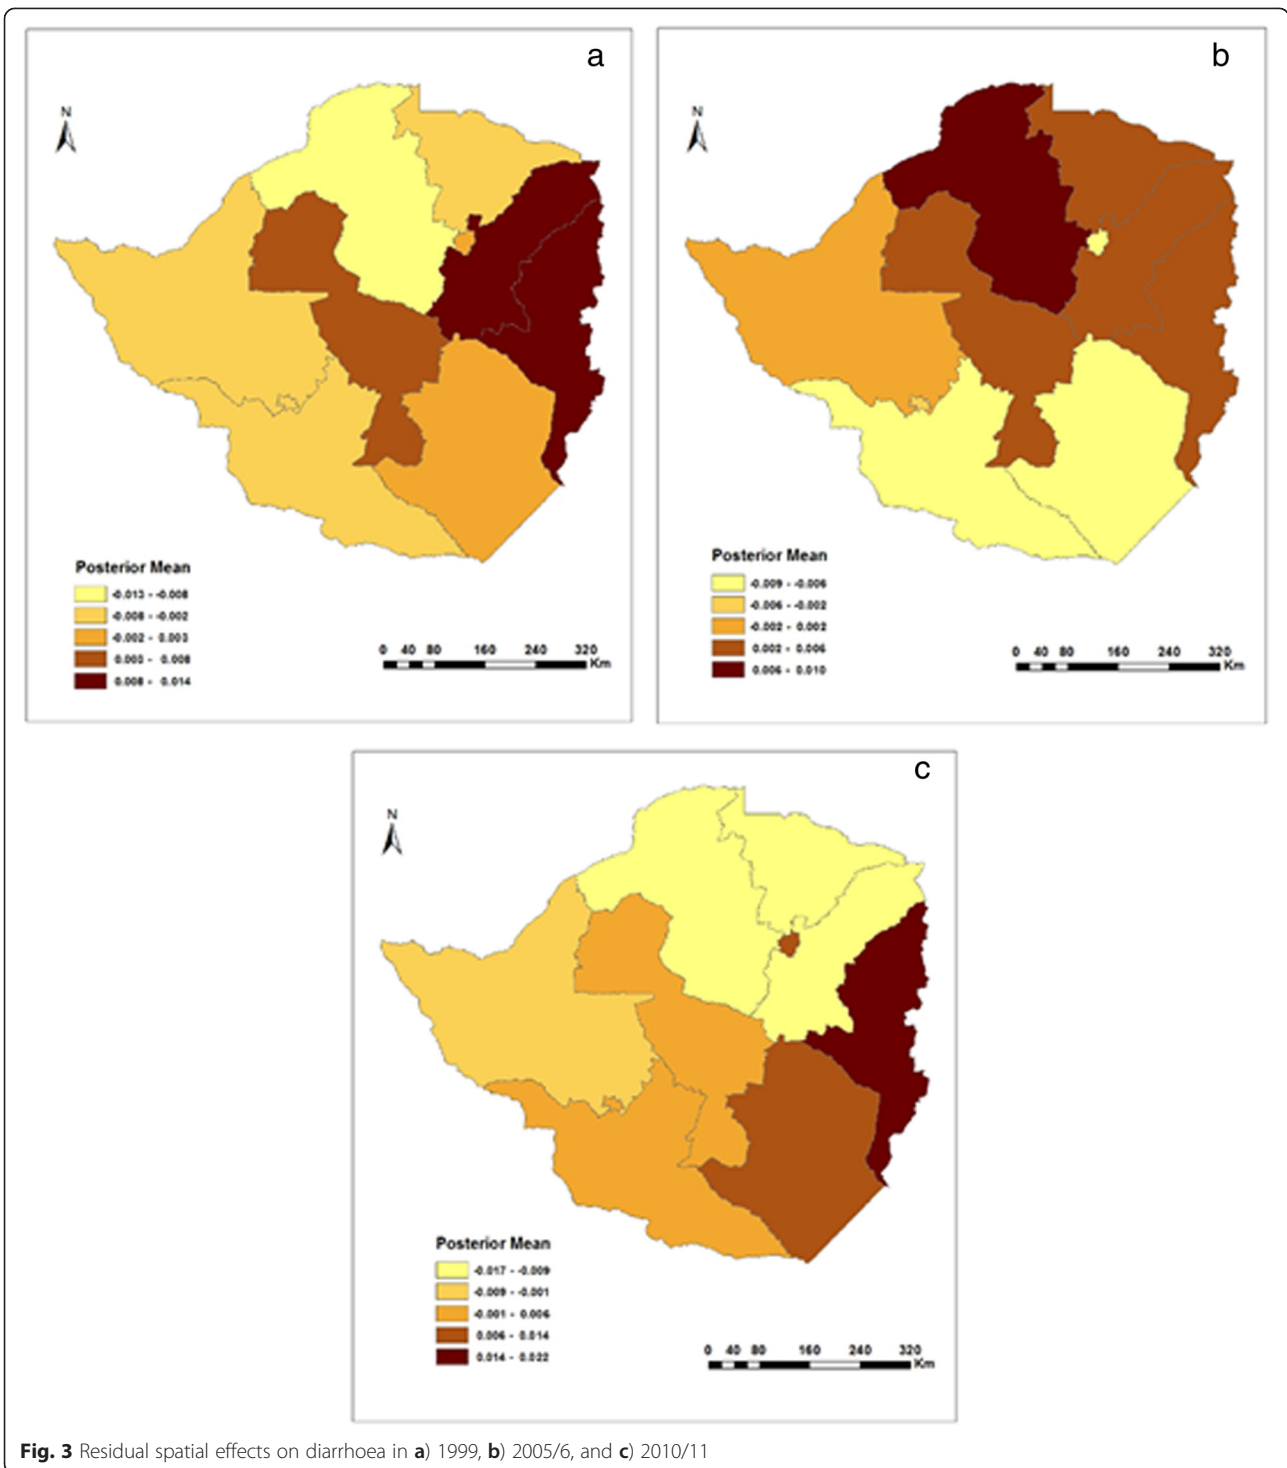 a
N
Posterior Mean
-0.013 - -0.008
-0.008 - -0.002
-0.002 - 0.003
0.003 - 0.008
0.008 - 0.014
0 40 80 160 240 320
Km
b
N
Posterior Mean
-0.009 - -0.006
-0.006 - -0.002
-0.002 - 0.002
0.002 - 0.006
0.006 - 0.010
0 40 80 160 240 320
Km
c
N
Posterior Mean
-0.017 - -0.009
-0.009 - -0.001
-0.001 - 0.006
0.006 - 0.014
0.014 - 0.022
0 40 80 160 240 320
Km
Fig. 3 Residual spatial effects on diarrhoea in a) 1999, b) 2005/6, and c) 2010/11